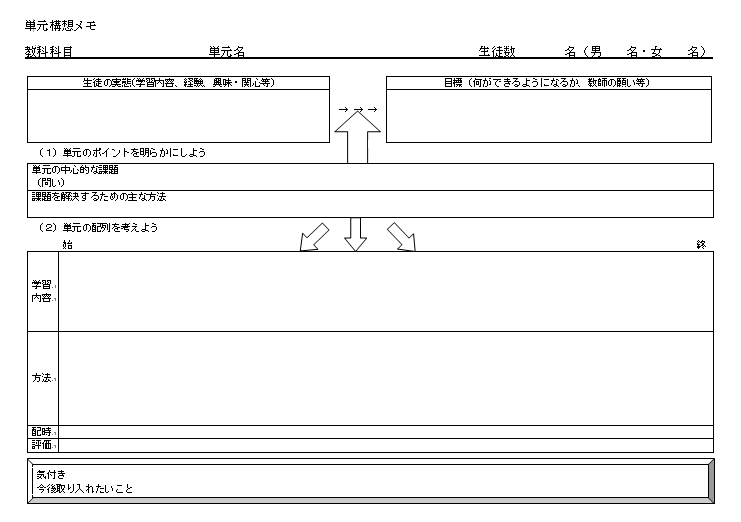 単元構想メモ
教科科目 単元名 生徒数 名(男 名・女 名)
生徒の実態(学習内容、経験、興味・関心等)
目標(何ができるようになるか、教師の願い等)
→ → →
(1)単元のポイントを明らかにしよう
単元の中心的な課題
(問い)
課題を解決するための主な方法
(2)単元の配列を考えよう
始 終
学習
内容
方法
配時
評価
気付き
今後取り入れたいこと